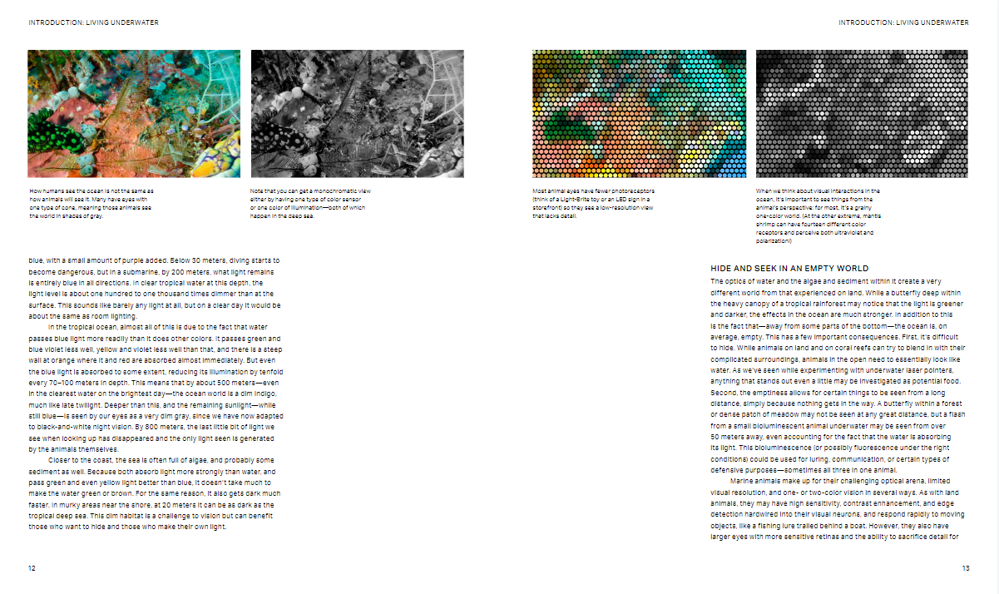 INTRODUCTION: LIVING UNDERWATER
How humans see the ocean is not the same as
how animals will see it. Many have eyes with
one type of cone, meaning those animals see
the world in shades of gray.
Note that you can get a monochromatic view
either by having one type of color sensor
or one color of illumination—both of which
happen in the deep sea.
blue, with a small amount of purple added. Below 30 meters, diving starts to
become dangerous, but in a submarine, by 200 meters, what light remains
is entirely blue in all directions. In clear tropical water at this depth, the
light level is about one hundred to one thousand times dimmer than at the
surface. This sounds like barely any light at all, but on a clear day it would be
about the same as room lighting.
In the tropical ocean, almost all of this is due to the fact that water
passes blue light more readily than it does other colors. It passes green and
blue violet less well, yellow and violet less well than that, and there is a steep
wall at orange where it and red are absorbed almost immediately. But even
the blue light is absorbed to some extent, reducing its illumination by tenfold
every 70–100 meters in depth. This means that by about 500 meters—even
in the clearest water on the brightest day—the ocean world is a dim indigo,
much like late twilight. Deeper than this, and the remaining sunlight—while
still blue—is seen by our eyes as a very dim gray, since we have now adapted
to black-and-white night vision. By 800 meters, the last little bit of light we
see when looking up has disappeared and the only light seen is generated
by the animals themselves.
Closer to the coast, the sea is often full of algae, and probably some
sediment as well. Because both absorb light more strongly than water, and
pass green and even yellow light better than blue, it doesn't take much to
make the water green or brown. For the same reason, it also gets dark much
faster. In murky areas near the shore, at 20 meters it can be as dark as the
tropical deep sea. This dim habitat is a challenge to vision but can benefit
those who want to hide and those who make their own light.
12
INTRODUCTION: LIVING UNDERWATER
Most animal eyes have fewer photoreceptors
(think of a Light-Brite toy or an LED sign in a
storefront) so they see a low-resolution view
that lacks detail.
When we think about visual interactions in the
ocean, it's important to see things from the
animal's perspective: for most, it's a grainy
one-color world. (At the other extreme, mantis
shrimp can have fourteen different color
receptors and perceive both ultraviolet and
polarization!)
HIDE AND SEEK IN AN EMPTY WORLD
The optics of water and the algae and sediment within it create a very
different world from that experienced on land. While a butterfly deep within
the heavy canopy of a tropical rainforest may notice that the light is greener
and darker, the effects in the ocean are much stronger. In addition to this
is the fact that—away from some parts of the bottom—the ocean is, on
average, empty. This has a few important consequences. First, it's difficult
to hide. While animals on land and on coral reefs can try to blend in with their
complicated surroundings, animals in the open need to essentially look like
water. As we've seen while experimenting with underwater laser pointers,
anything that stands out even a little may be investigated as potential food.
Second, the emptiness allows for certain things to be seen from a long
distance, simply because nothing gets in the way. A butterfly within a forest
or dense patch of meadow may not be seen at any great distance, but a flash
from a small bioluminescent animal underwater may be seen from over
50 meters away, even accounting for the fact that the water is absorbing
its light. This bioluminescence (or possibly fluorescence under the right
conditions) could be used for luring, communication, or certain types of
defensive purposes—sometimes all three in one animal.
Marine animals make up for their challenging optical arena, limited
visual resolution, and one- or two-color vision in several ways. As with land
animals, they may have high sensitivity, contrast enhancement, and edge
detection hardwired into their visual neurons, and respond rapidly to moving
objects, like a fishing lure trailed behind a boat. However, they also have
larger eyes with more sensitive retinas and the ability to sacrifice detail for
13